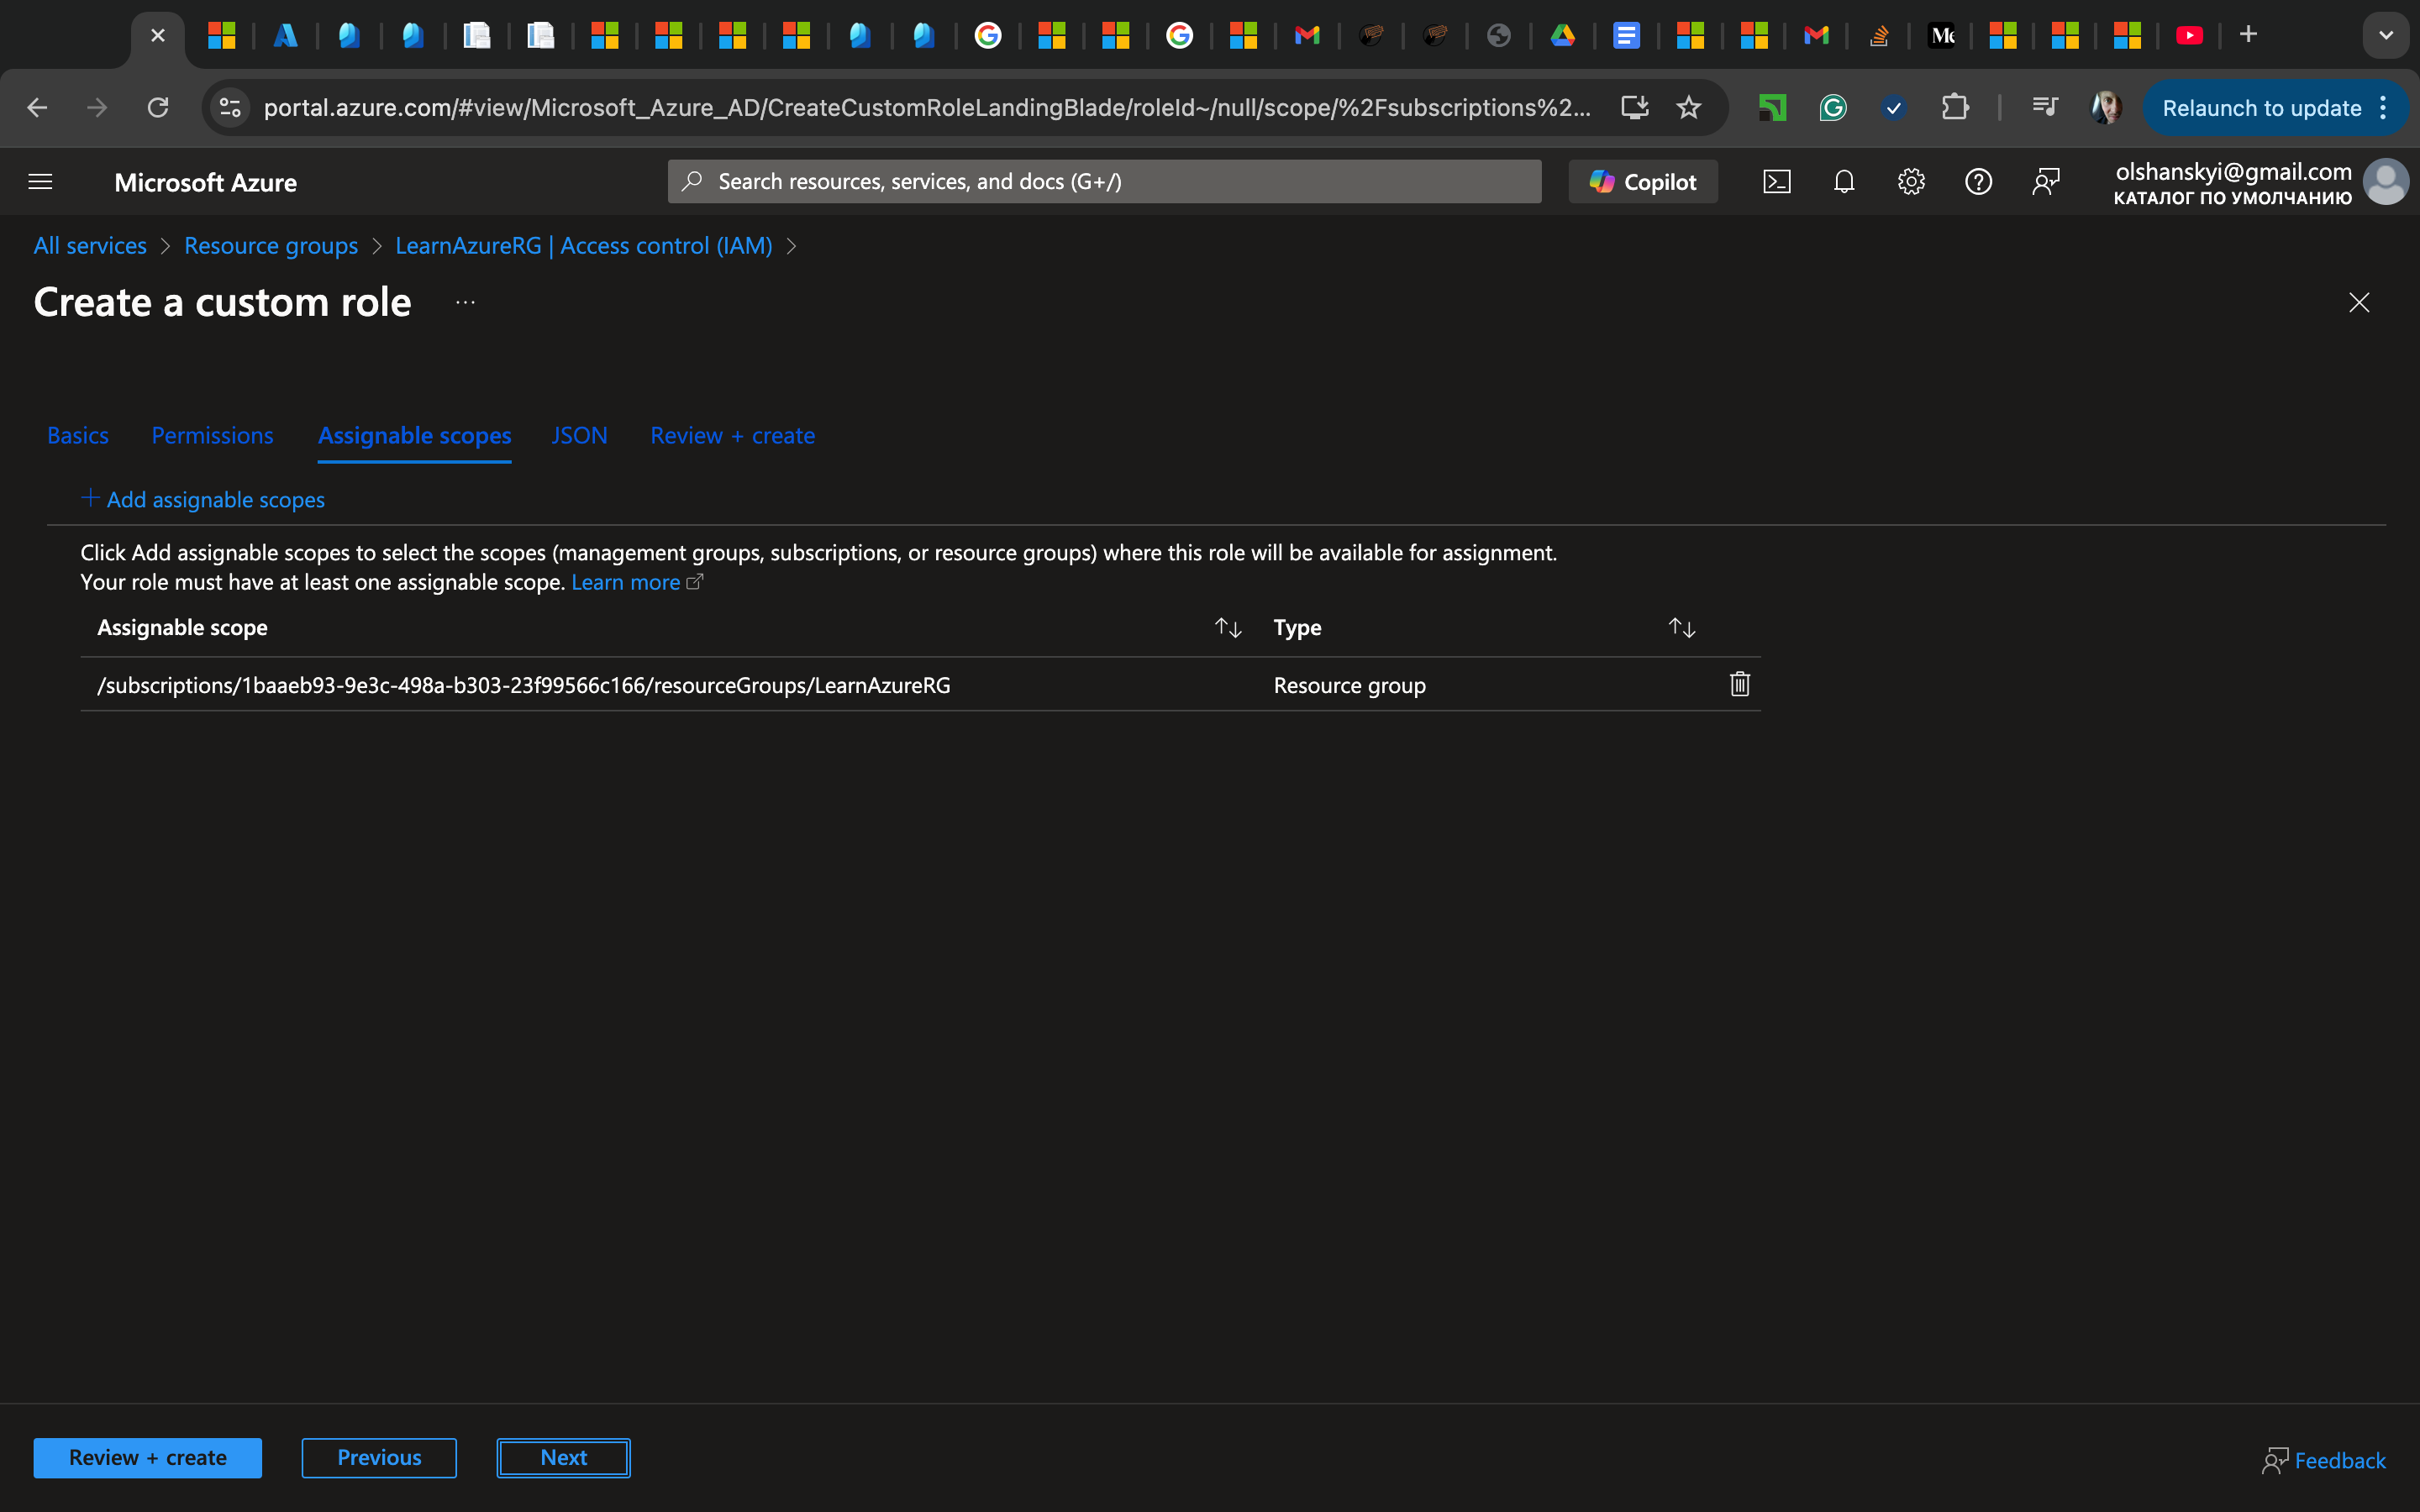 portal.azure.com/#view/Microsoft_Azure_AD/CreateCustomRoleLandingBlade/roleId~/null/scope/%2Fsubscriptions%2...
Relaunch to update
Microsoft Azure
Search resources, services, and docs (G+/)
Copilot
olshanskyi@gmail.com
КАТАЛОГ ПО УМОЛЧАНИЮ
All services > Resource groups > LearnAzureRG | Access control (IAM) >
Create a custom role ...
Basics Permissions Assignable scopes JSON Review + create
+ Add assignable scopes
Click Add assignable scopes to select the scopes (management groups, subscriptions, or resource groups) where this role will be available for assignment.
Your role must have at least one assignable scope. Learn more
Assignable scope Type
/subscriptions/1baaeb93-9e3c-498a-b303-23f99566c166/resourceGroups/LearnAzureRG Resource group
Review + create Previous Next Feedback